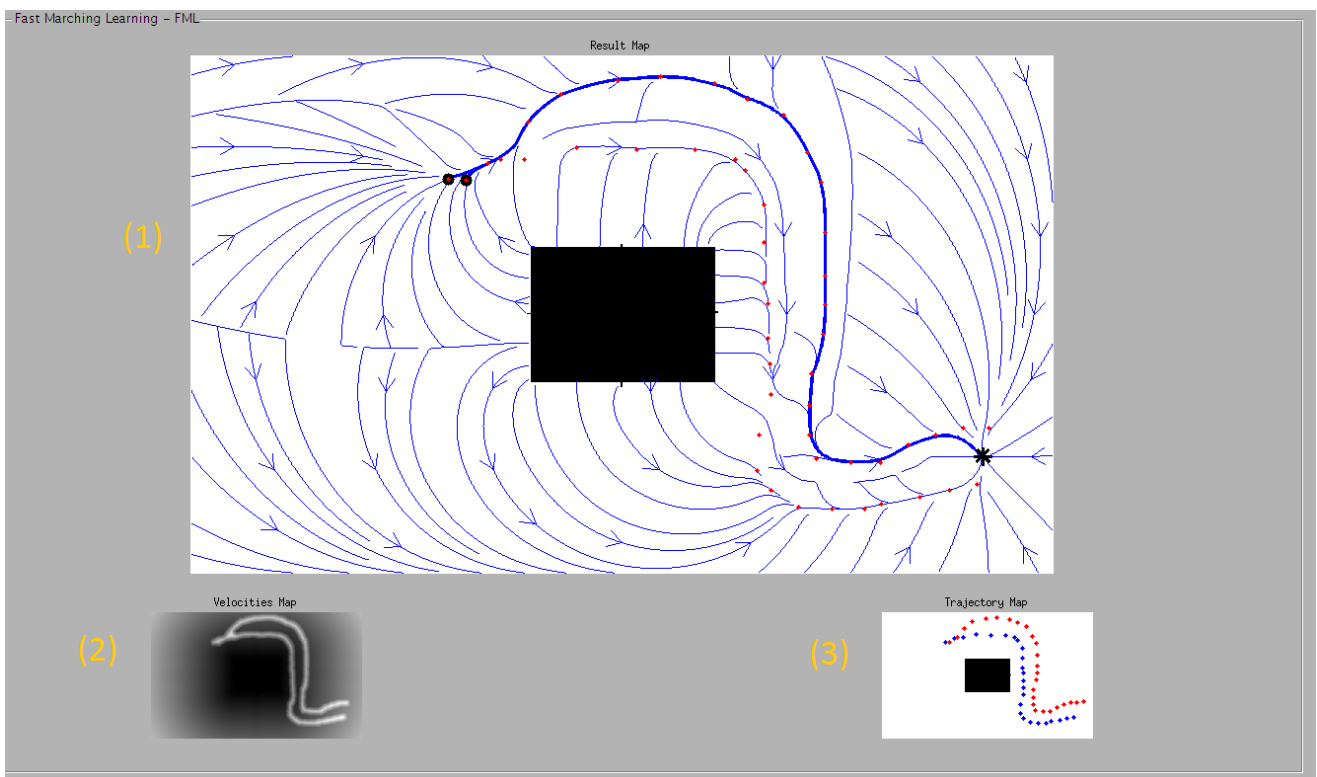 Fast Marching Learning – FML
Result Map
(1)
Velocities Map
Trajectory Map
(2)
(3)